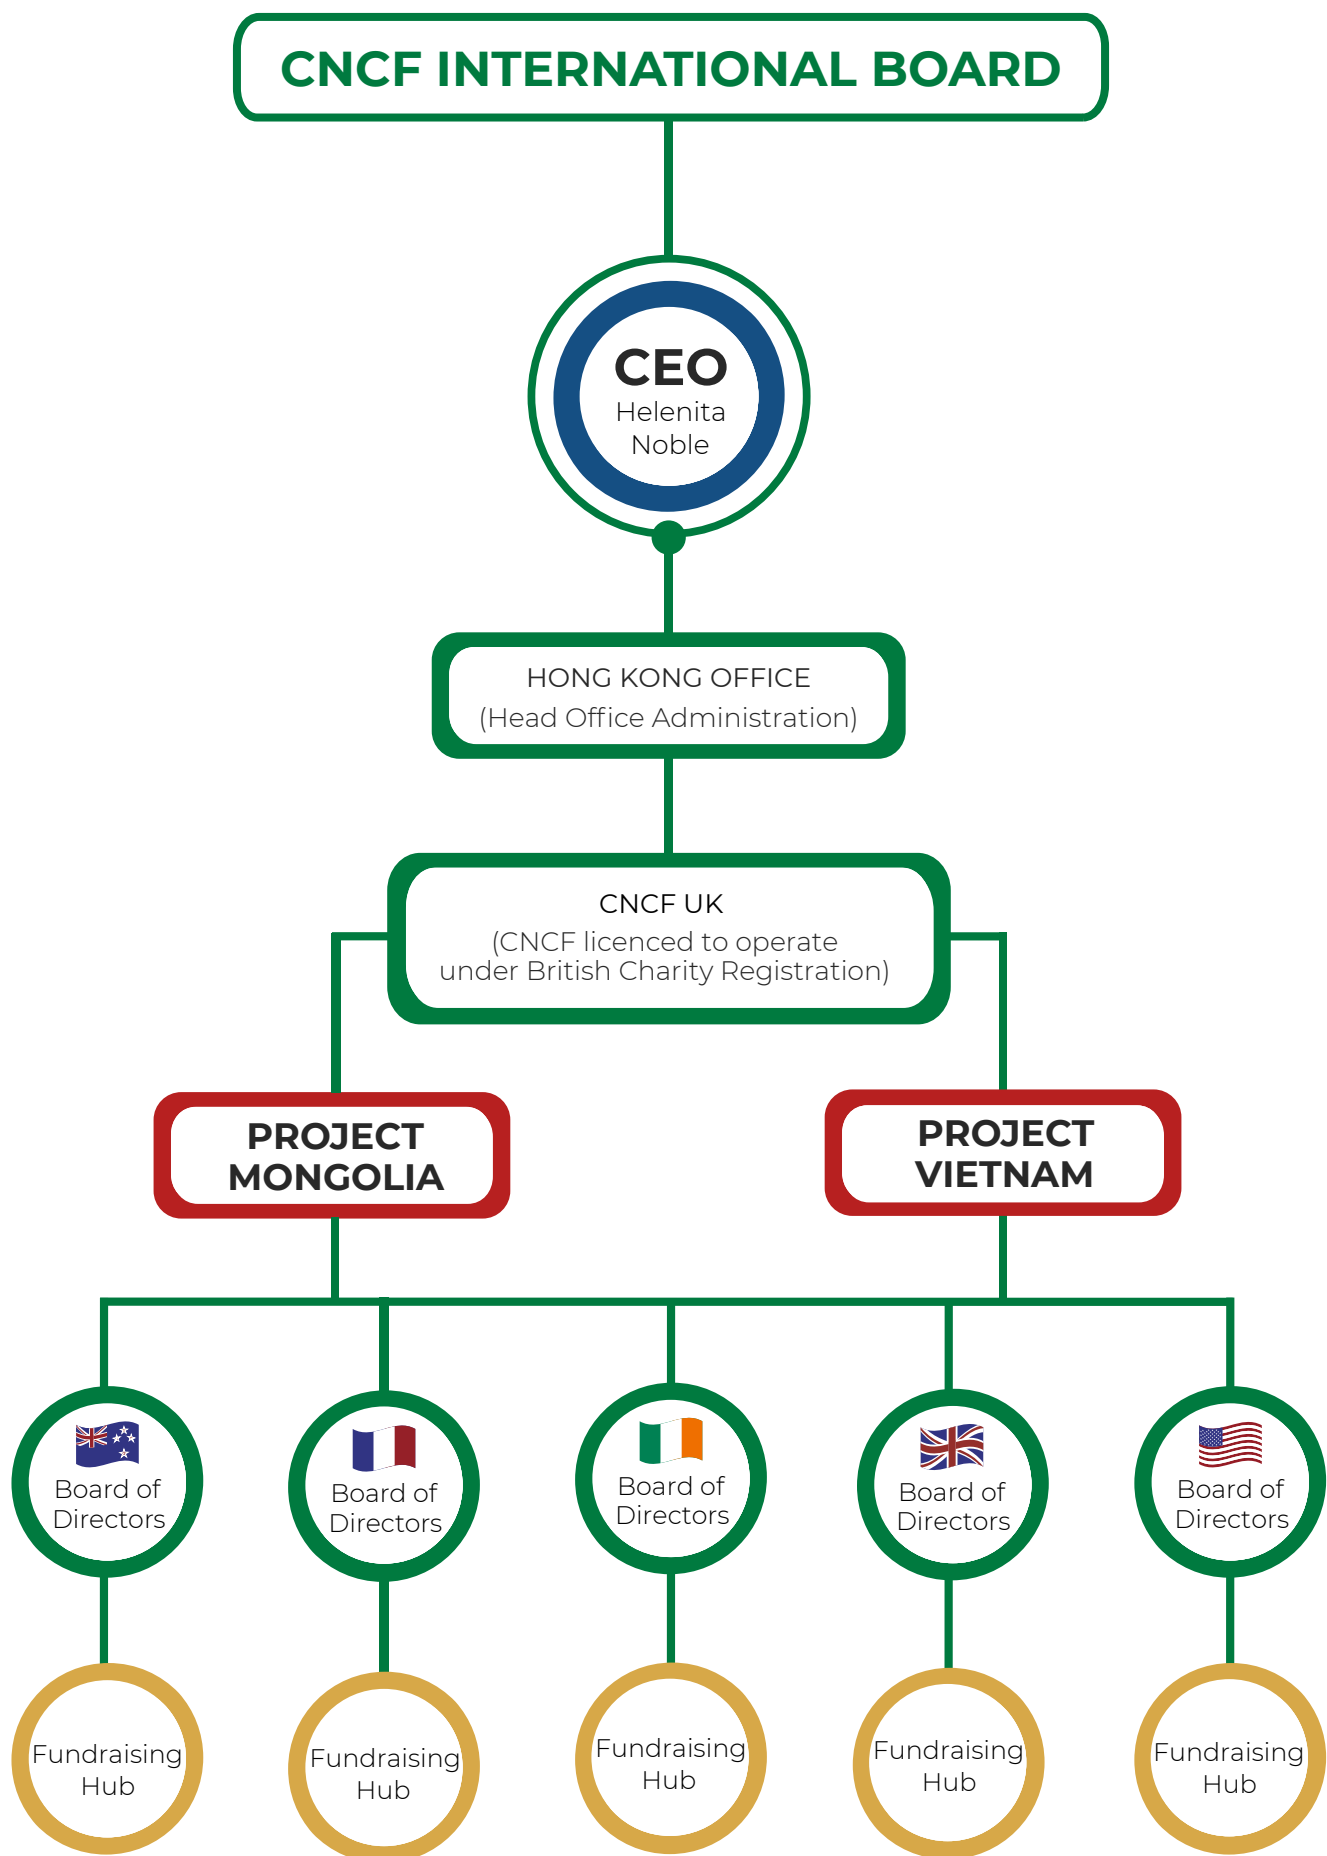 CNCF INTERNATIONAL BOARD
CEO
Helenita
Noble
HONG KONG OFFICE
(Head Office Administration)
CNCF UK
(CNCF licenced to operate
under British Charity Registration)
PROJECT
MONGOLIA
PROJECT
VIETNAM
Board of
Directors
Board of
Directors
Board of
Directors
Board of
Directors
Board of
Directors
Fundraising
Hub
Fundraising
Hub
Fundraising
Hub
Fundraising
Hub
Fundraising
Hub